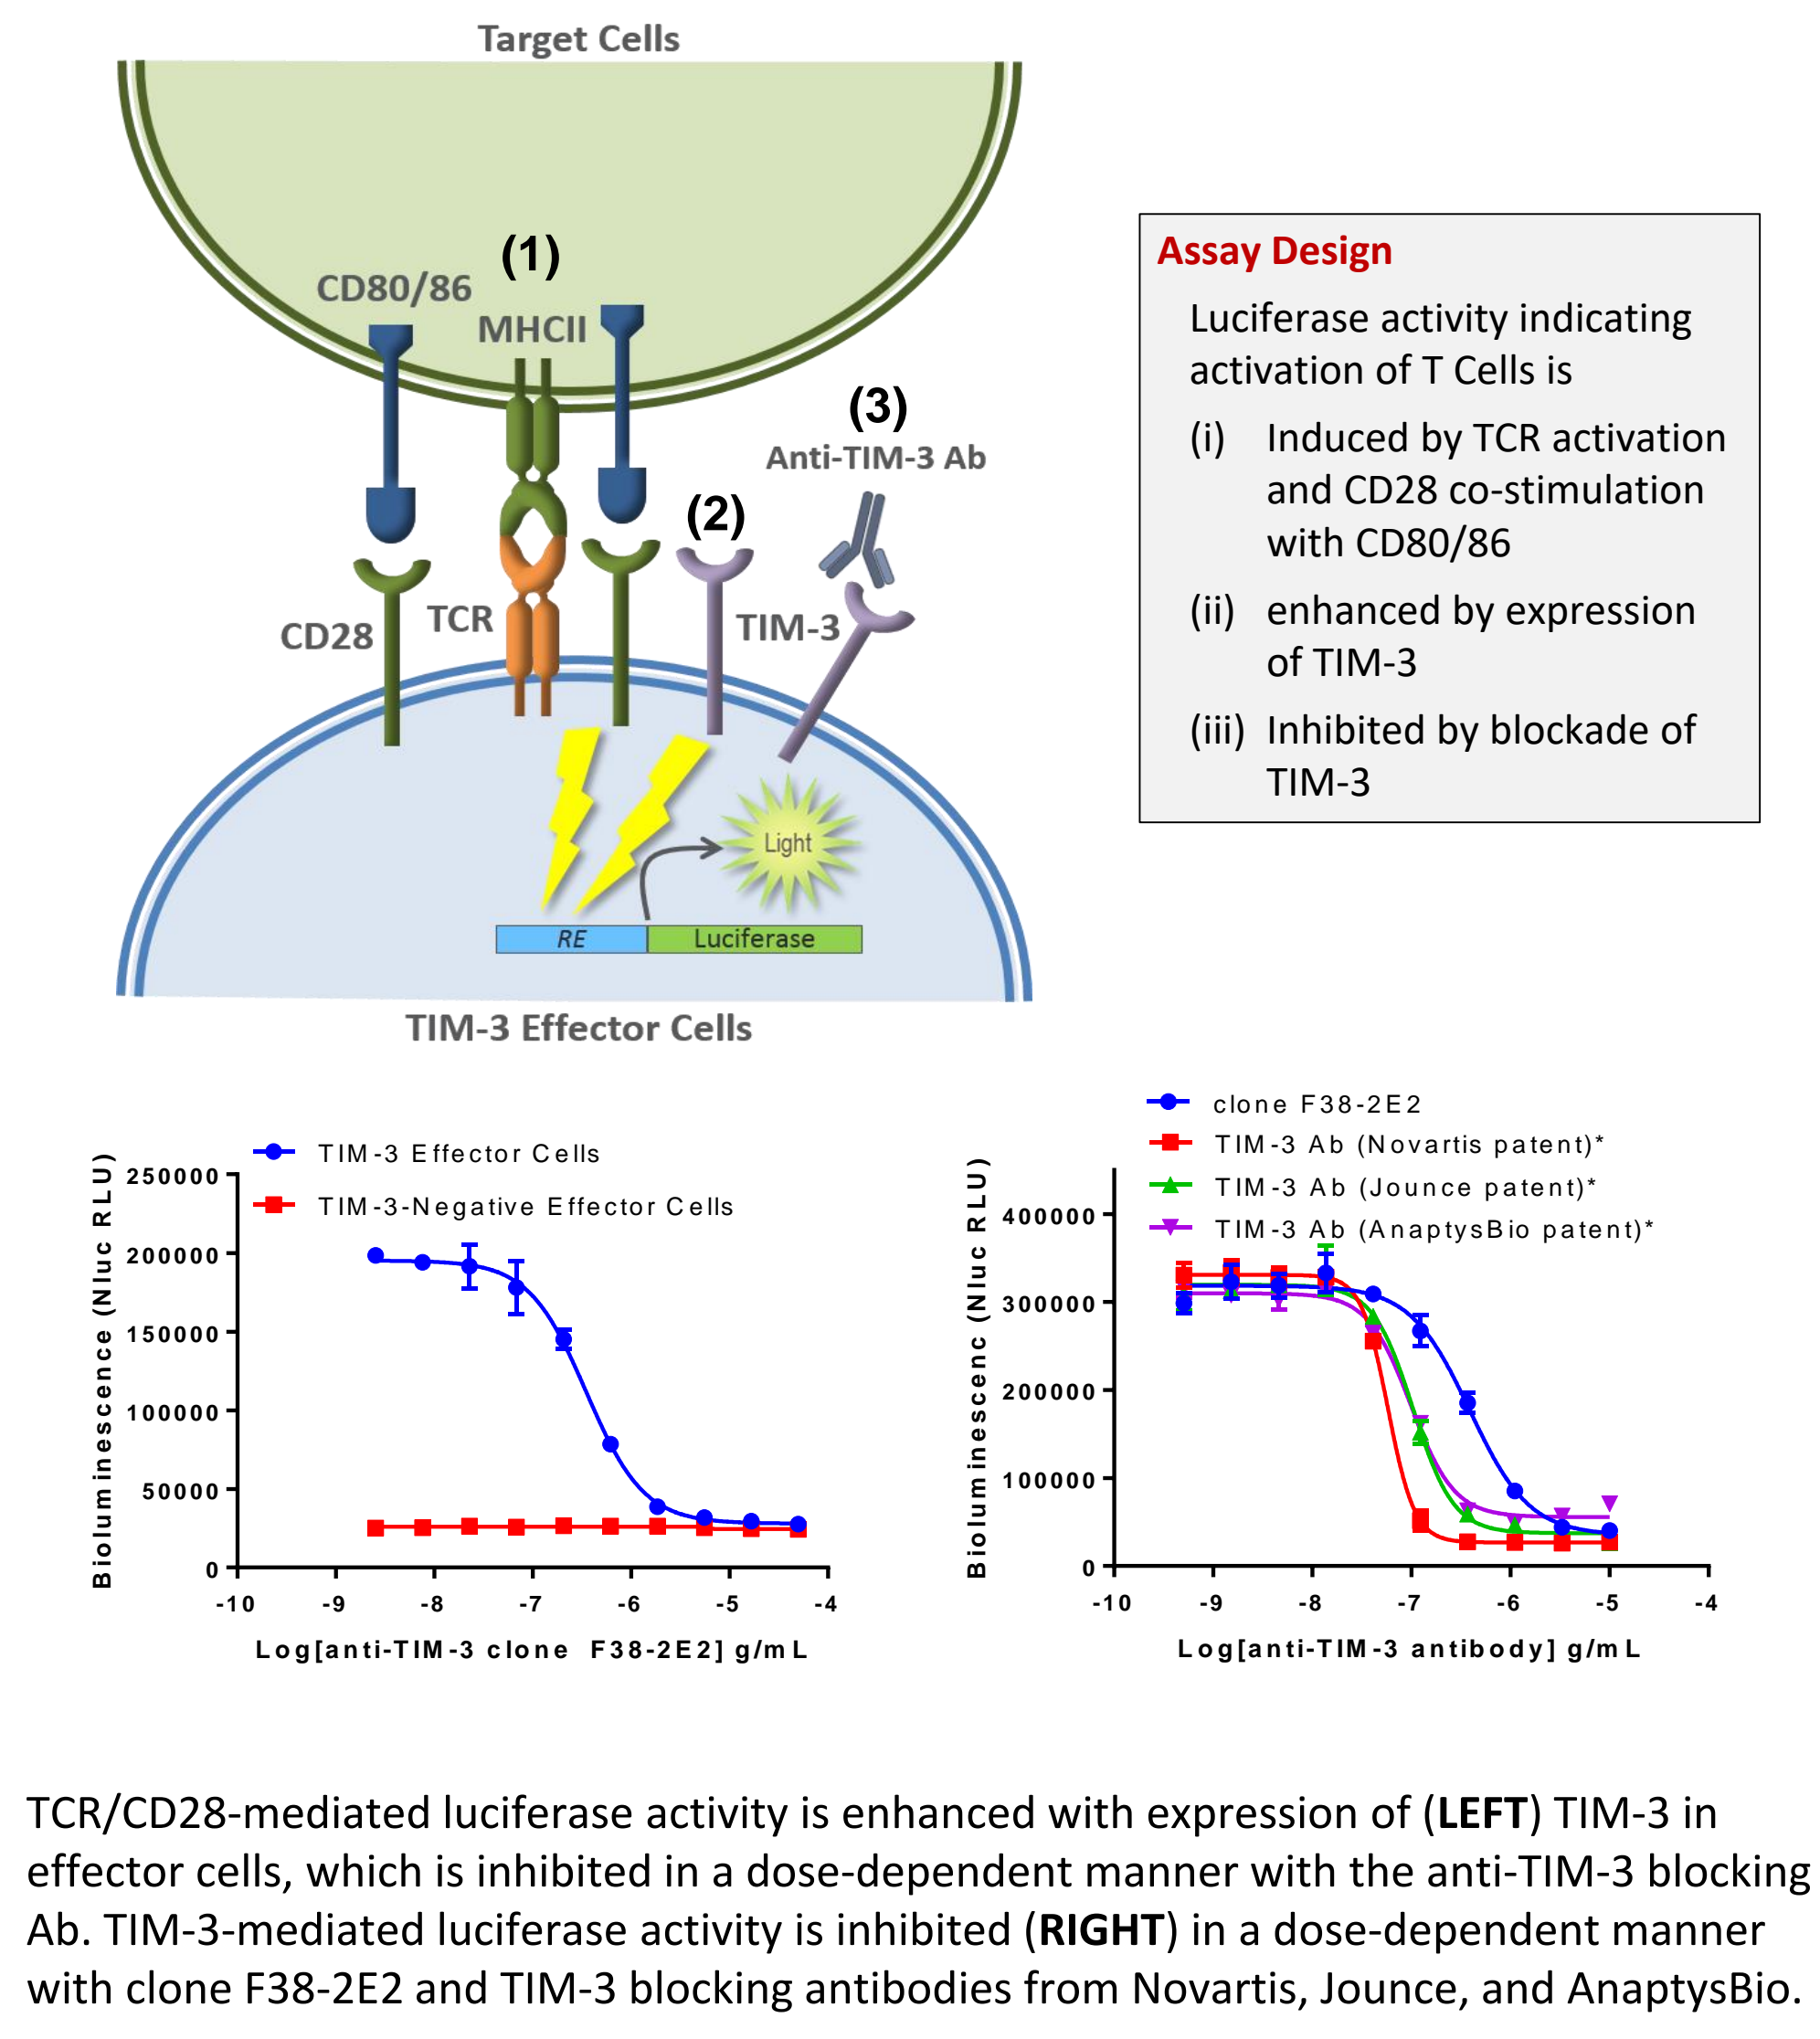 Target Cells
(1)
CD80/86
MHCII
(3)
Anti-TIM-3 Ab
(2)
CD28
TCR
TIM-3
Light
RE
Luciferase
TIM-3 Effector Cells
Assay Design
Luciferase activity indicating
activation of T Cells is
(i) Induced by TCR activation
and CD28 co-stimulation
with CD80/86
(ii) enhanced by expression
of TIM-3
(iii) Inhibited by blockade of
TIM-3
TIM-3 Effector Cells
TIM-3-Negative Effector Cells
Bioluminescence (Nluc RLU)
250000
200000
150000
100000
50000
0
-10 -9 -8 -7 -6 -5 -4
Log[anti-TIM-3 clone F38-2E2] g/mL
clone F38-2E2
TIM-3 Ab (Novartis patent)*
TIM-3 Ab (Jounce patent)*
TIM-3 Ab (AnaptysBio patent)*
Bioluminescenc (Nluc RLU)
400000
300000
200000
100000
0
-10 -9 -8 -7 -6 -5 -4
Log[anti-TIM-3 antibody] g/mL
TCR/CD28-mediated luciferase activity is enhanced with expression of (LEFT) TIM-3 in
effector cells, which is inhibited in a dose-dependent manner with the anti-TIM-3 blocking
Ab. TIM-3-mediated luciferase activity is inhibited (RIGHT) in a dose-dependent manner
with clone F38-2E2 and TIM-3 blocking antibodies from Novartis, Jounce, and AnaptysBio.